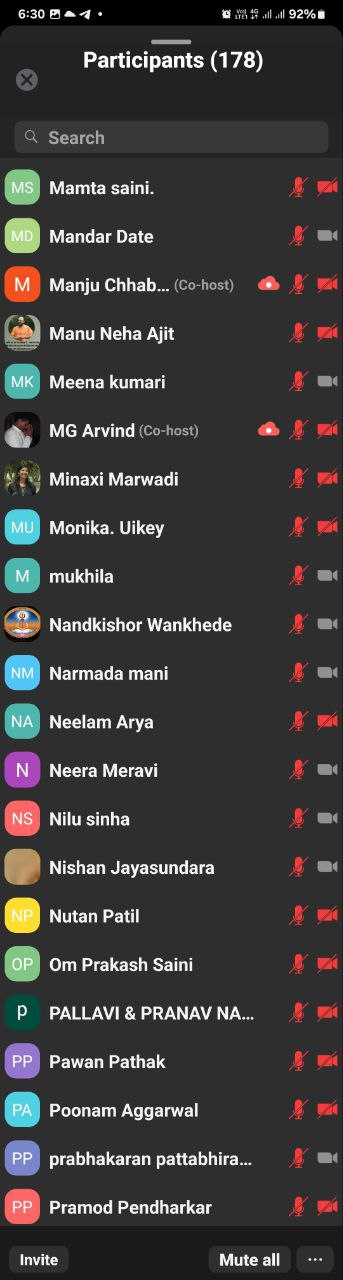 6:30 92%
Participants (178)
Search
MS Mamta saini.
MD Mandar Date
M Manju Chhab... (Co-host)
Manu Neha Ajit
MK Meena kumari
MG Arvind (Co-host)
Minaxi Marwadi
MU Monika. Uikey
M mukhila
Nandkishor Wankhede
NM Narmada mani
NA Neelam Arya
N Neera Meravi
NS Nilu sinha
Nishan Jayasundara
NP Nutan Patil
OP Om Prakash Saini
p PALLAVI & PRANAV NA...
PP Pawan Pathak
PA Poonam Aggarwal
PP prabhakaran pattabhira...
PP Pramod Pendharkar
Invite Mute all ...